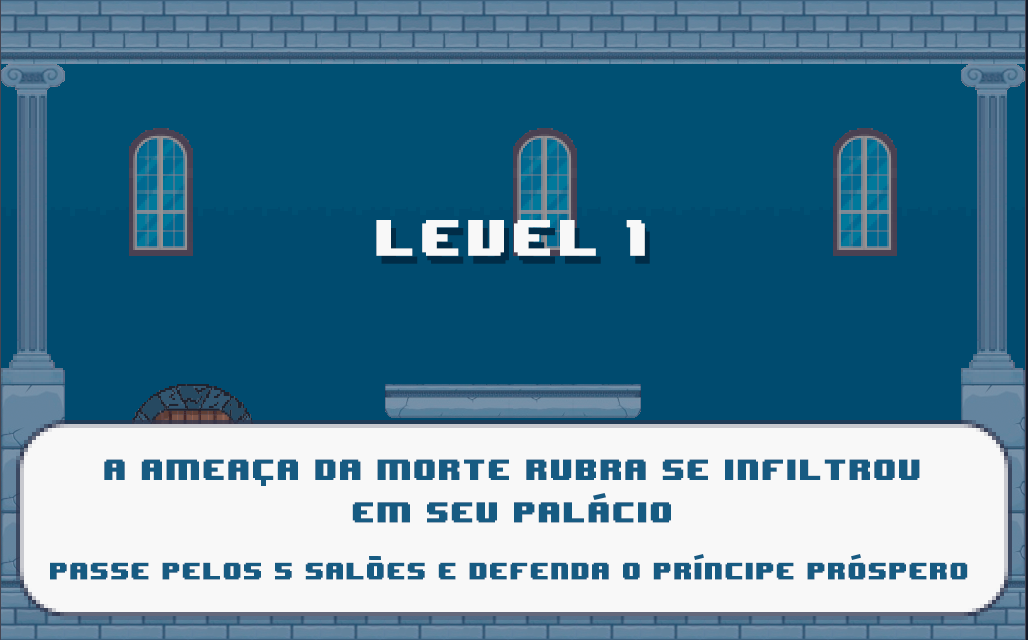 LEVEL 1
A AMEAÇA DA MORTE RUBRA SE INFILTROU
EM SEU PALÁCIO
PASSE PELOS 5 SALÕES E DEFENDA O PRÍNCIPE PRÓSPERO